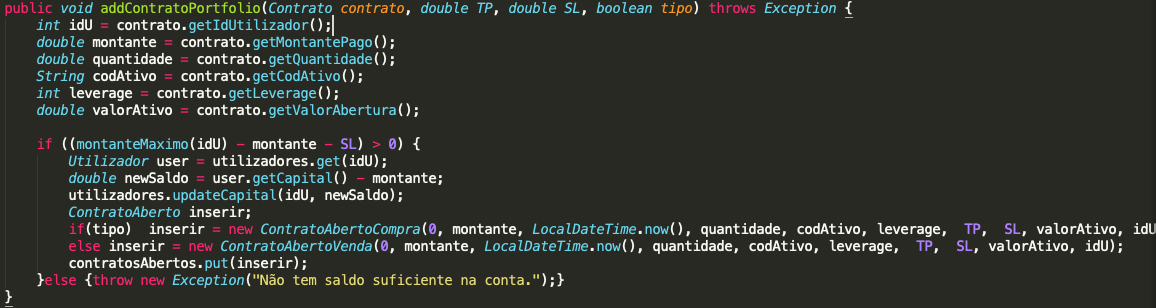 public void addContratoPortfolio(Contrato contrato, double TP, double SL, boolean tipo) throws Exception {
int idU = contrato.getIdUtilizador();
double montante = contrato.getMontantePago();
double quantidade = contrato.getQuantidade();
String codAtivo = contrato.getCodAtivo();
int leverage = contrato.getLeverage();
double valorAtivo = contrato.getValorAbertura();
if ((montanteMaximo(idU) - montante - SL) > 0) {
Utilizador user = utilizadores.get(idU);
double newSaldo = user.getCapital() - montante;
utilizadores.updateCapital(idU, newSaldo);
ContratoAberto inserir;
if(tipo)  inserir = new ContratoAbertoCompra(0, montante, LocalDateTime.now(), quantidade, codAtivo, leverage,  TP,  SL, valorAtivo, idU
else inserir = new ContratoAbertoVenda(0, montante, LocalDateTime.now(), quantidade, codAtivo, leverage,  TP,  SL, valorAtivo, idU);
contratosAbertos.put(inserir);
}else {throw new Exception("Não tem saldo suficiente na conta.");}
}